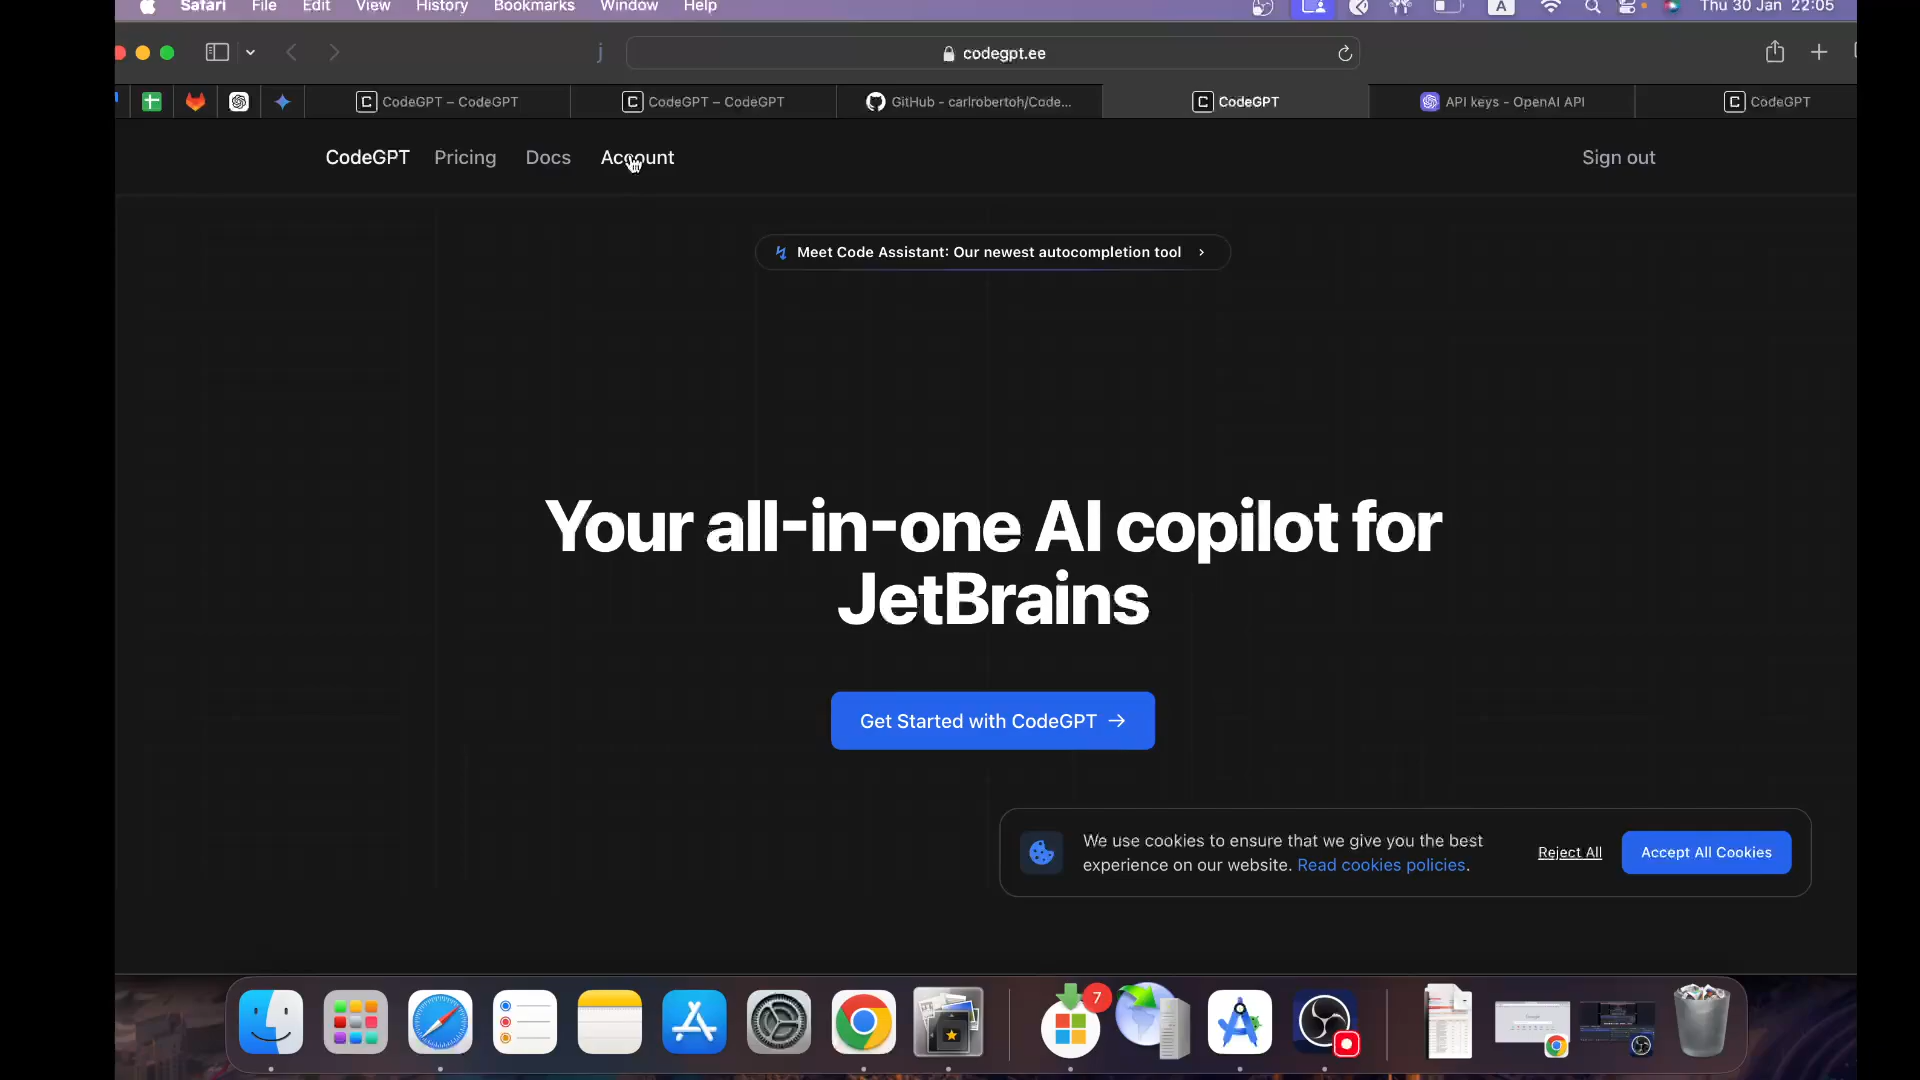 Safari File Edit View History Bookmarks Window Help A Thu 30 Jan 22:05
j codegpt.ee
CodeGPT – CodeGPT CodeGPT – CodeGPT GitHub - carlrobertoh/Code... CodeGPT API keys - OpenAI API CodeGPT
CodeGPT Pricing Docs Account Sign out
Meet Code Assistant: Our newest autocompletion tool ›
Your all-in-one AI copilot for
JetBrains
Get Started with CodeGPT →
We use cookies to ensure that we give you the best
experience on our website. Read cookies policies.
Reject All
Accept All Cookies
7